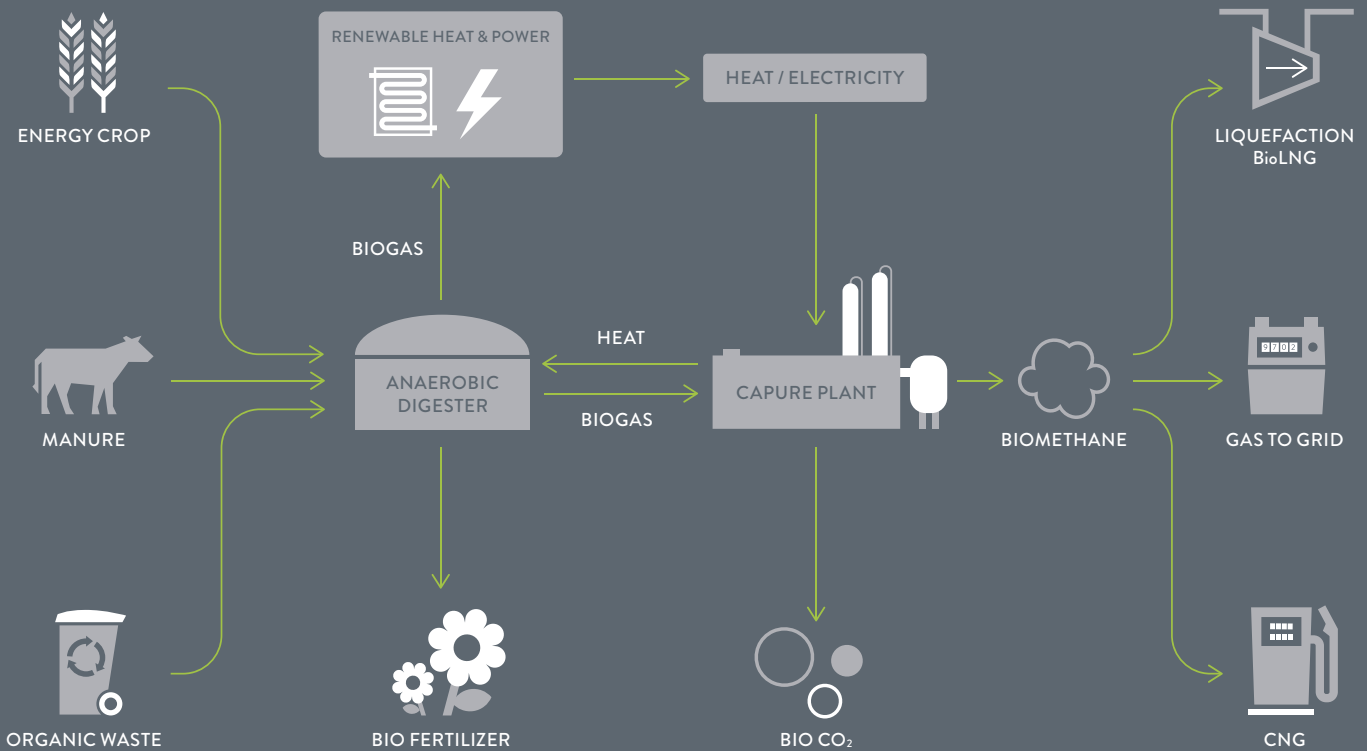 RENEWABLE HEAT & POWER
HEAT / ELECTRICITY
ENERGY CROP
LIQUEFACTION
BioLNG
BIOGAS
HEAT
ANAEROBIC
DIGESTER
CAPURE PLANT
9702
BIOGAS
MANURE
BIOMETHANE
GAS TO GRID
ORGANIC WASTE
BIO FERTILIZER
BIO CO₂
CNG